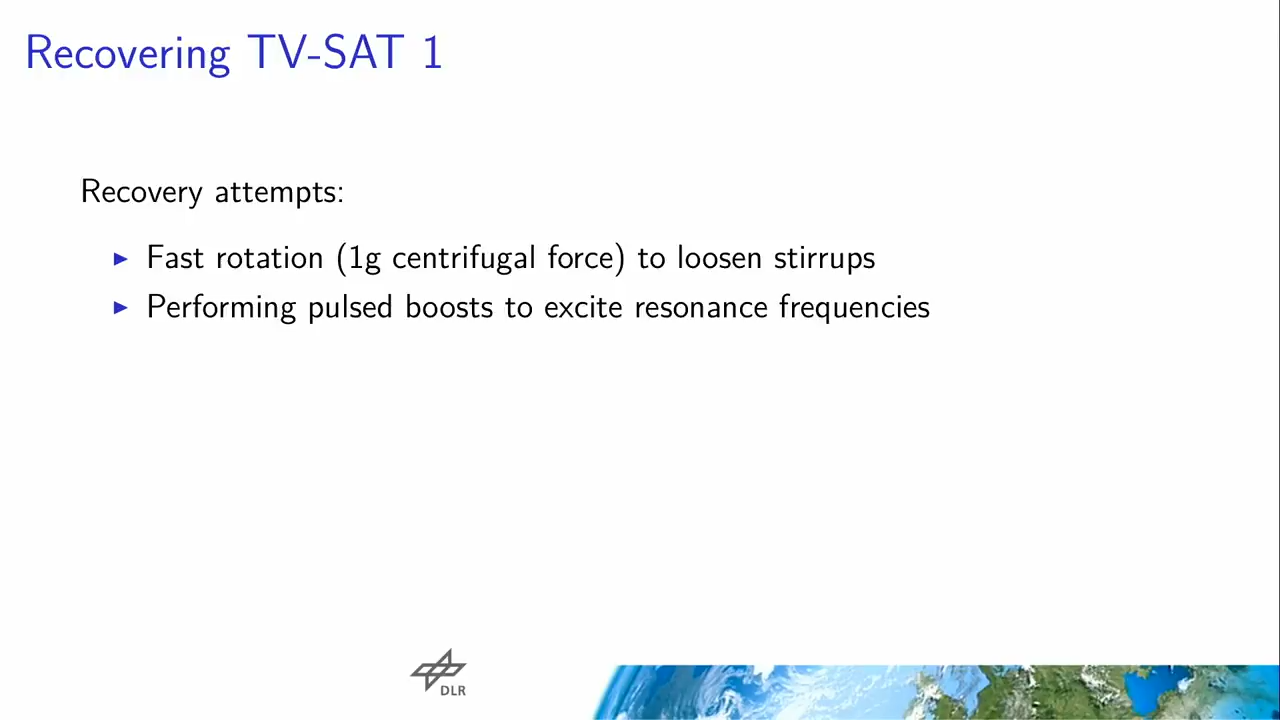 Recovering TV-SAT 1
Recovery attempts:
▶ Fast rotation (1g centrifugal force) to loosen stirrups
▶ Performing pulsed boosts to excite resonance frequencies
DLR